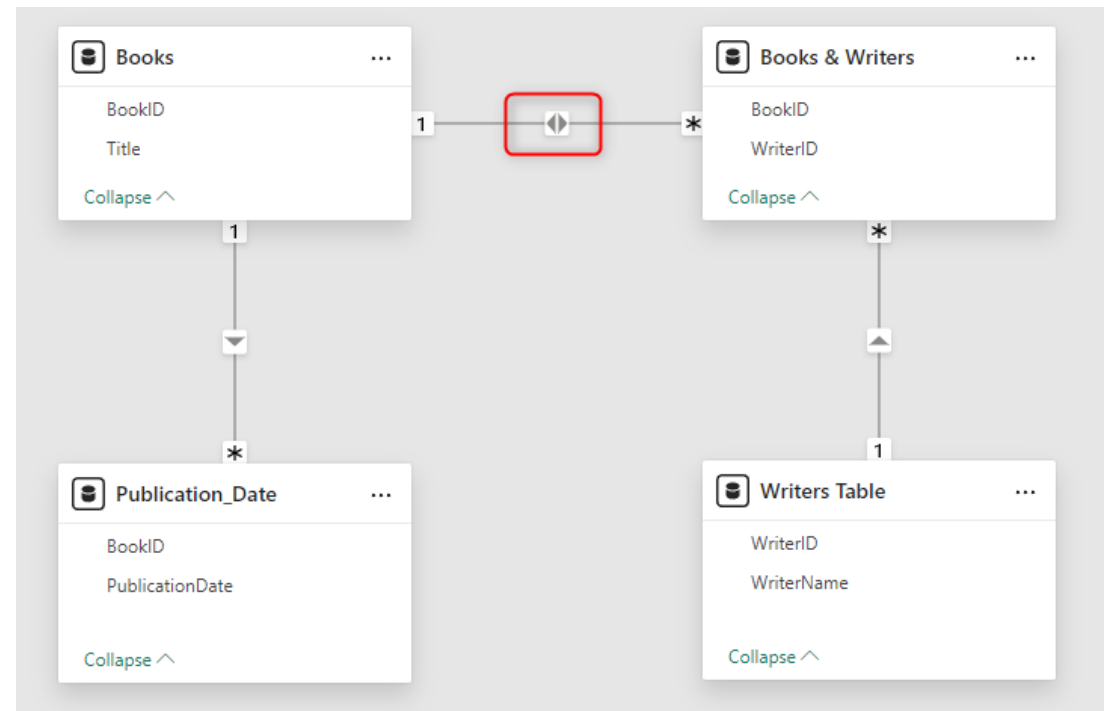 Books ...
BookID
Title
Collapse
1 *
Books & Writers ...
BookID
WriterID
Collapse
1
*
Publication_Date ...
BookID
PublicationDate
Collapse
*
1
Writers Table ...
WriterID
WriterName
Collapse